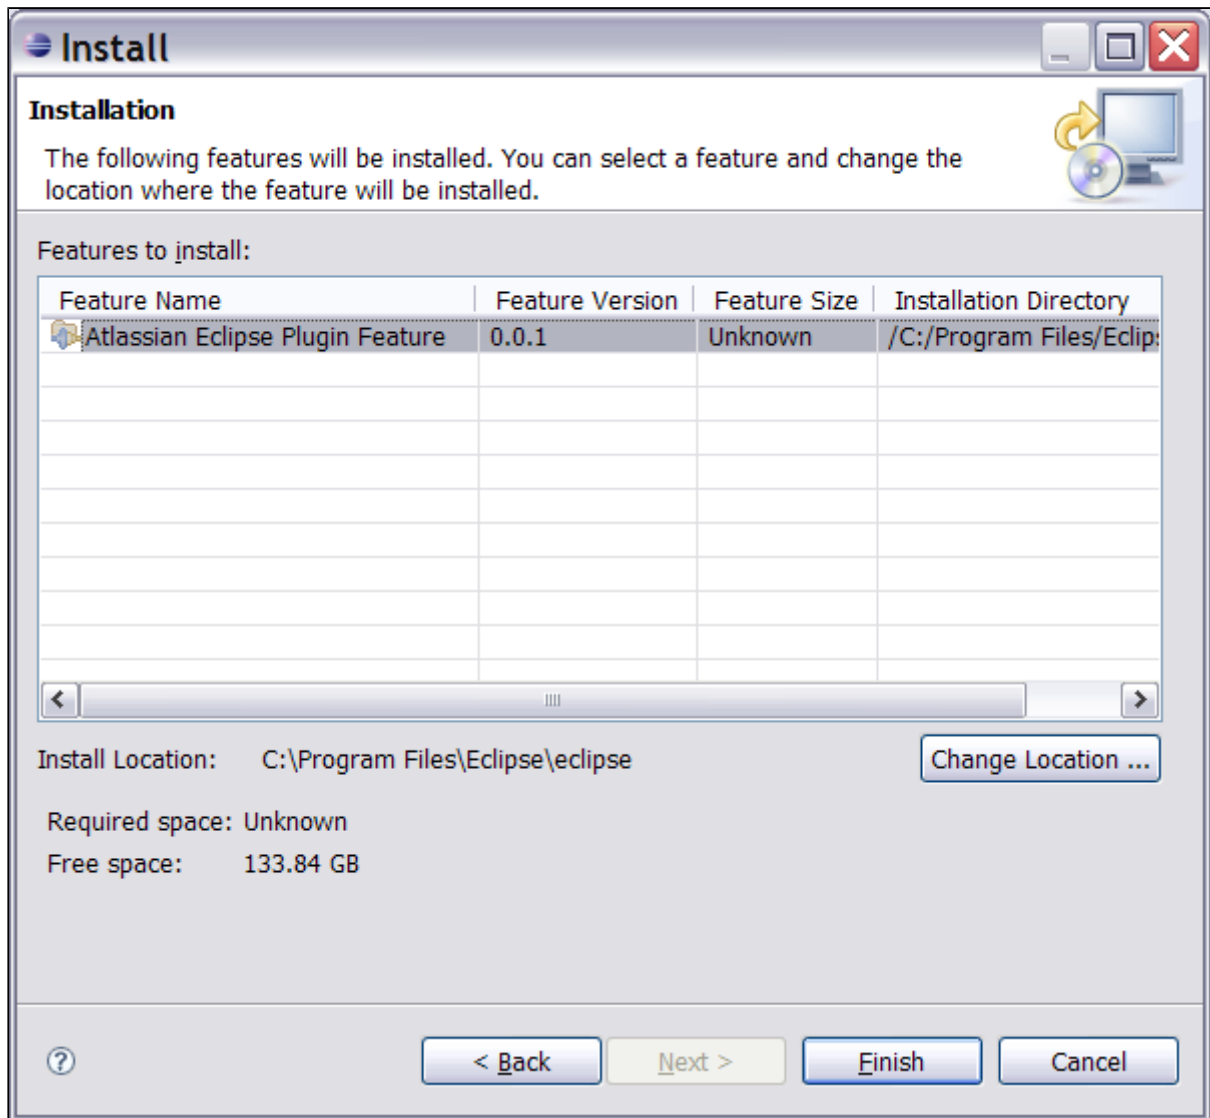 Install
Installation
The following features will be installed. You can select a feature and change the
location where the feature will be installed.
Features to install:
Feature Name Feature Version Feature Size Installation Directory
Atlassian Eclipse Plugin Feature 0.0.1 Unknown /C:/Program Files/Eclip
Install Location: C:\Program Files\Eclipse\eclipse Change Location ...
Required space: Unknown
Free space: 133.84 GB
? < Back Next > Finish Cancel